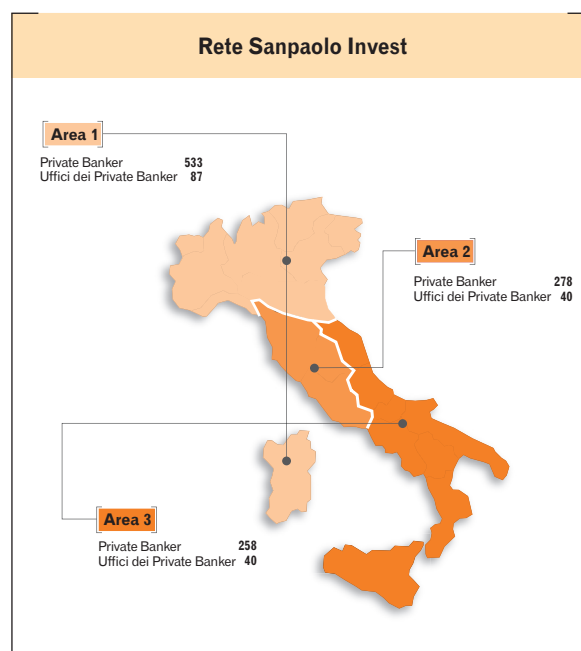 Rete Sanpaolo Invest
Area 1
Private Banker 533
Uffici dei Private Banker 87
Area 2
Private Banker 278
Uffici dei Private Banker 40
Area 3
Private Banker 258
Uffici dei Private Banker 40